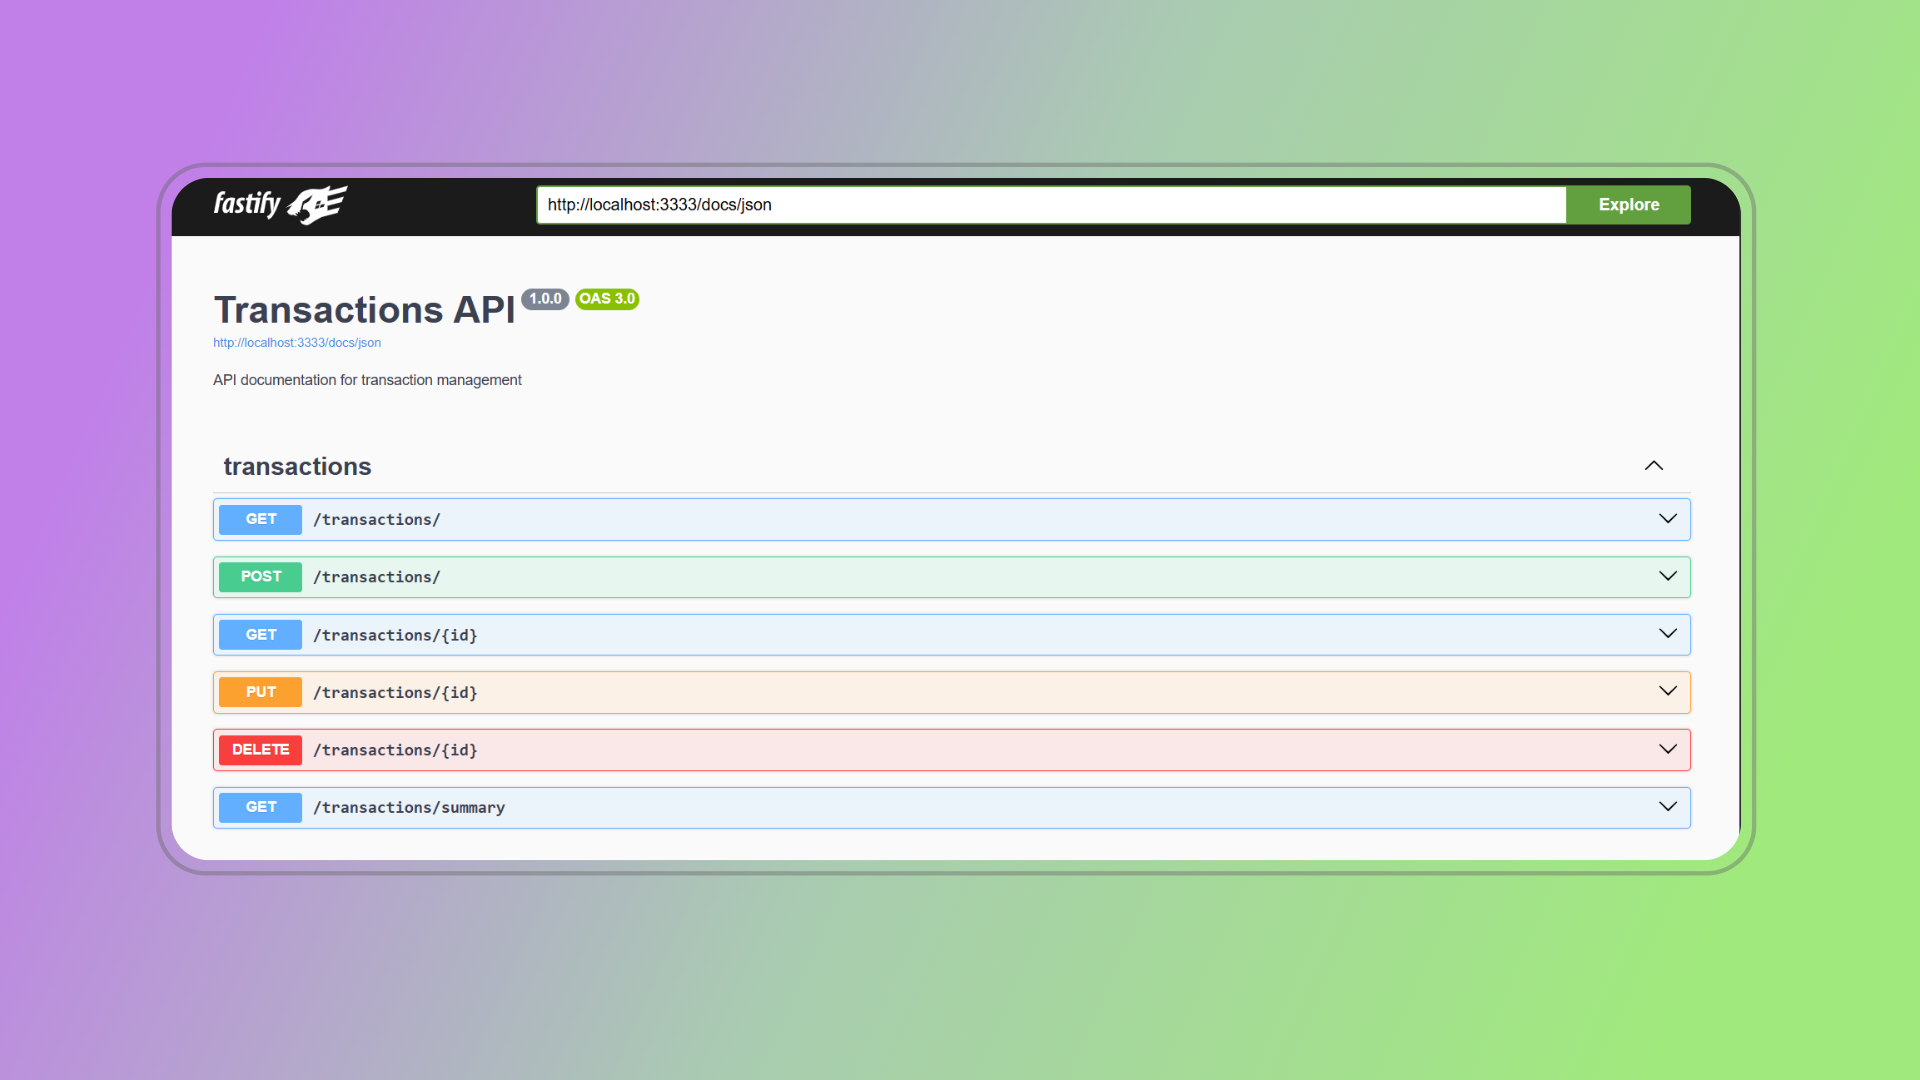 fastify
http://localhost:3333/docs/json
Explore
Transactions API 1.0.0 OAS 3.0
http://localhost:3333/docs/json
API documentation for transaction management
transactions
GET /transactions/
POST /transactions/
GET /transactions/{id}
PUT /transactions/{id}
DELETE /transactions/{id}
GET /transactions/summary